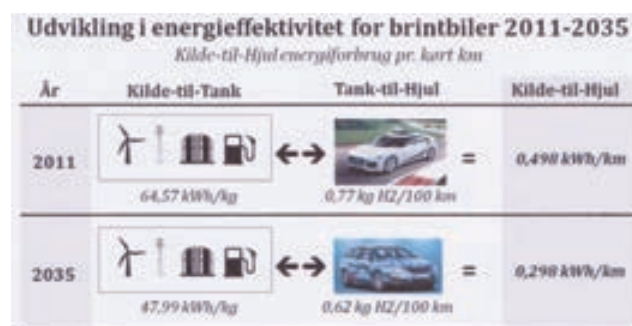 Udvikling i energieffektivitet for brintbiler 2011-2035
Kilde-til-Hjul energiforbrug pr. kørt km
År Kilde-til-Tank Tank-til-Hjul Kilde-til-Hjul
2011 = 0,498 kWh/km
64,57 kWh/kg 0,77 kg H2/100 km
2035 = 0,298 kWh/km
47,99 kWh/kg 0,62 kg H2/100 km